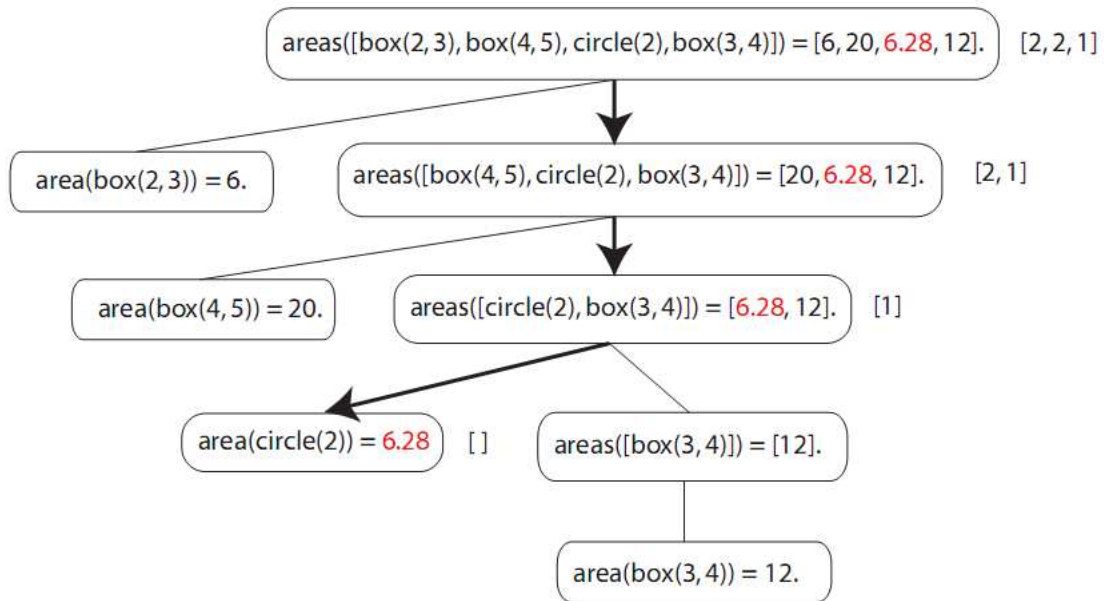 areas([box(2,3),box(4,5),circle(2),box(3,4)]) = [6,20,6.28,12]. [2,2,1]
area(box(2,3)) = 6.
areas([box(4,5),circle(2),box(3,4)]) = [20,6.28,12]. [2,1]
area(box(4,5)) = 20.
areas([circle(2),box(3,4)]) = [6.28,12]. [1]
area(circle(2)) = 6.28 [ ]
areas([box(3,4)]) = [12].
area(box(3,4)) = 12.